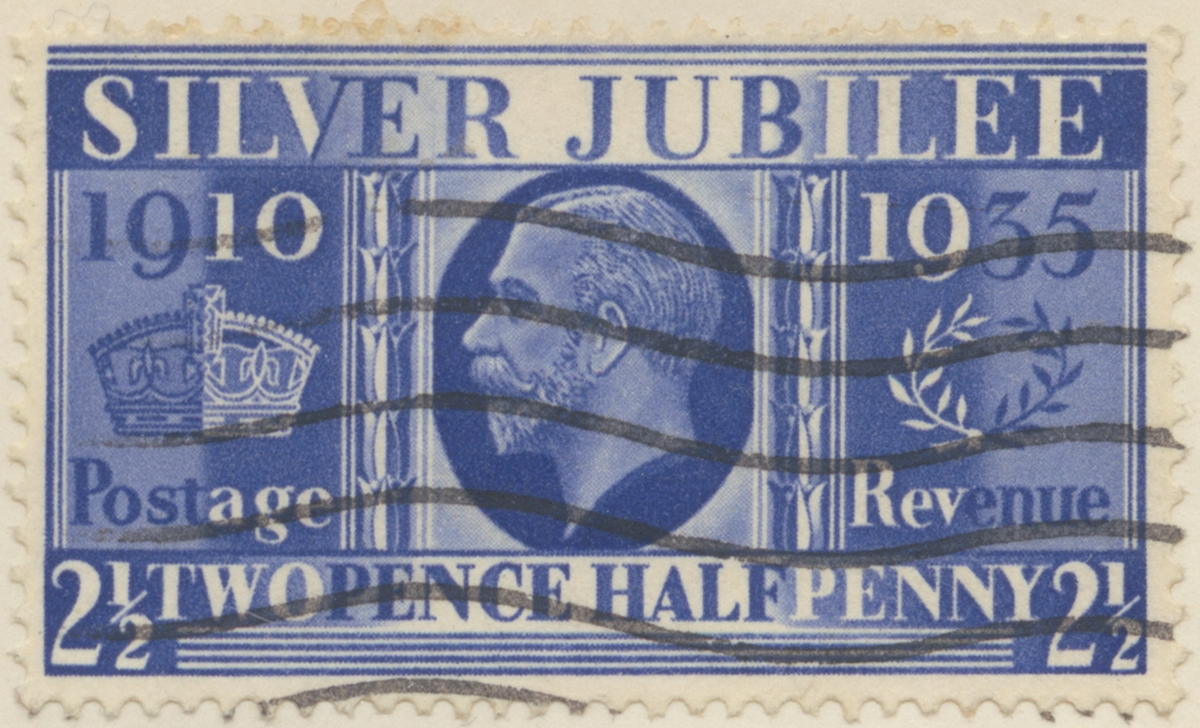 SILVER JUBILEE
1910 1935
Postage Revenue
2½ TWOPENCE HALFPENNY 2½